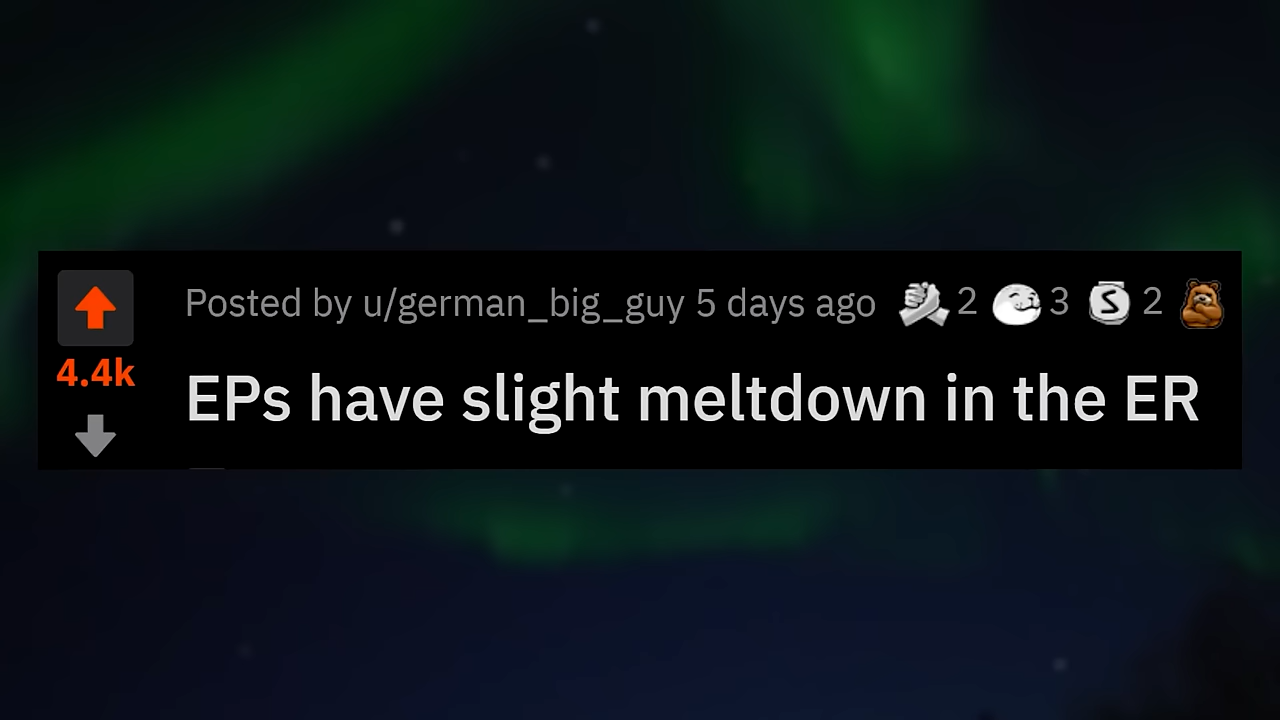 Posted by u/german_big_guy 5 days ago 2 3 S 2
4.4k
EPs have slight meltdown in the ER